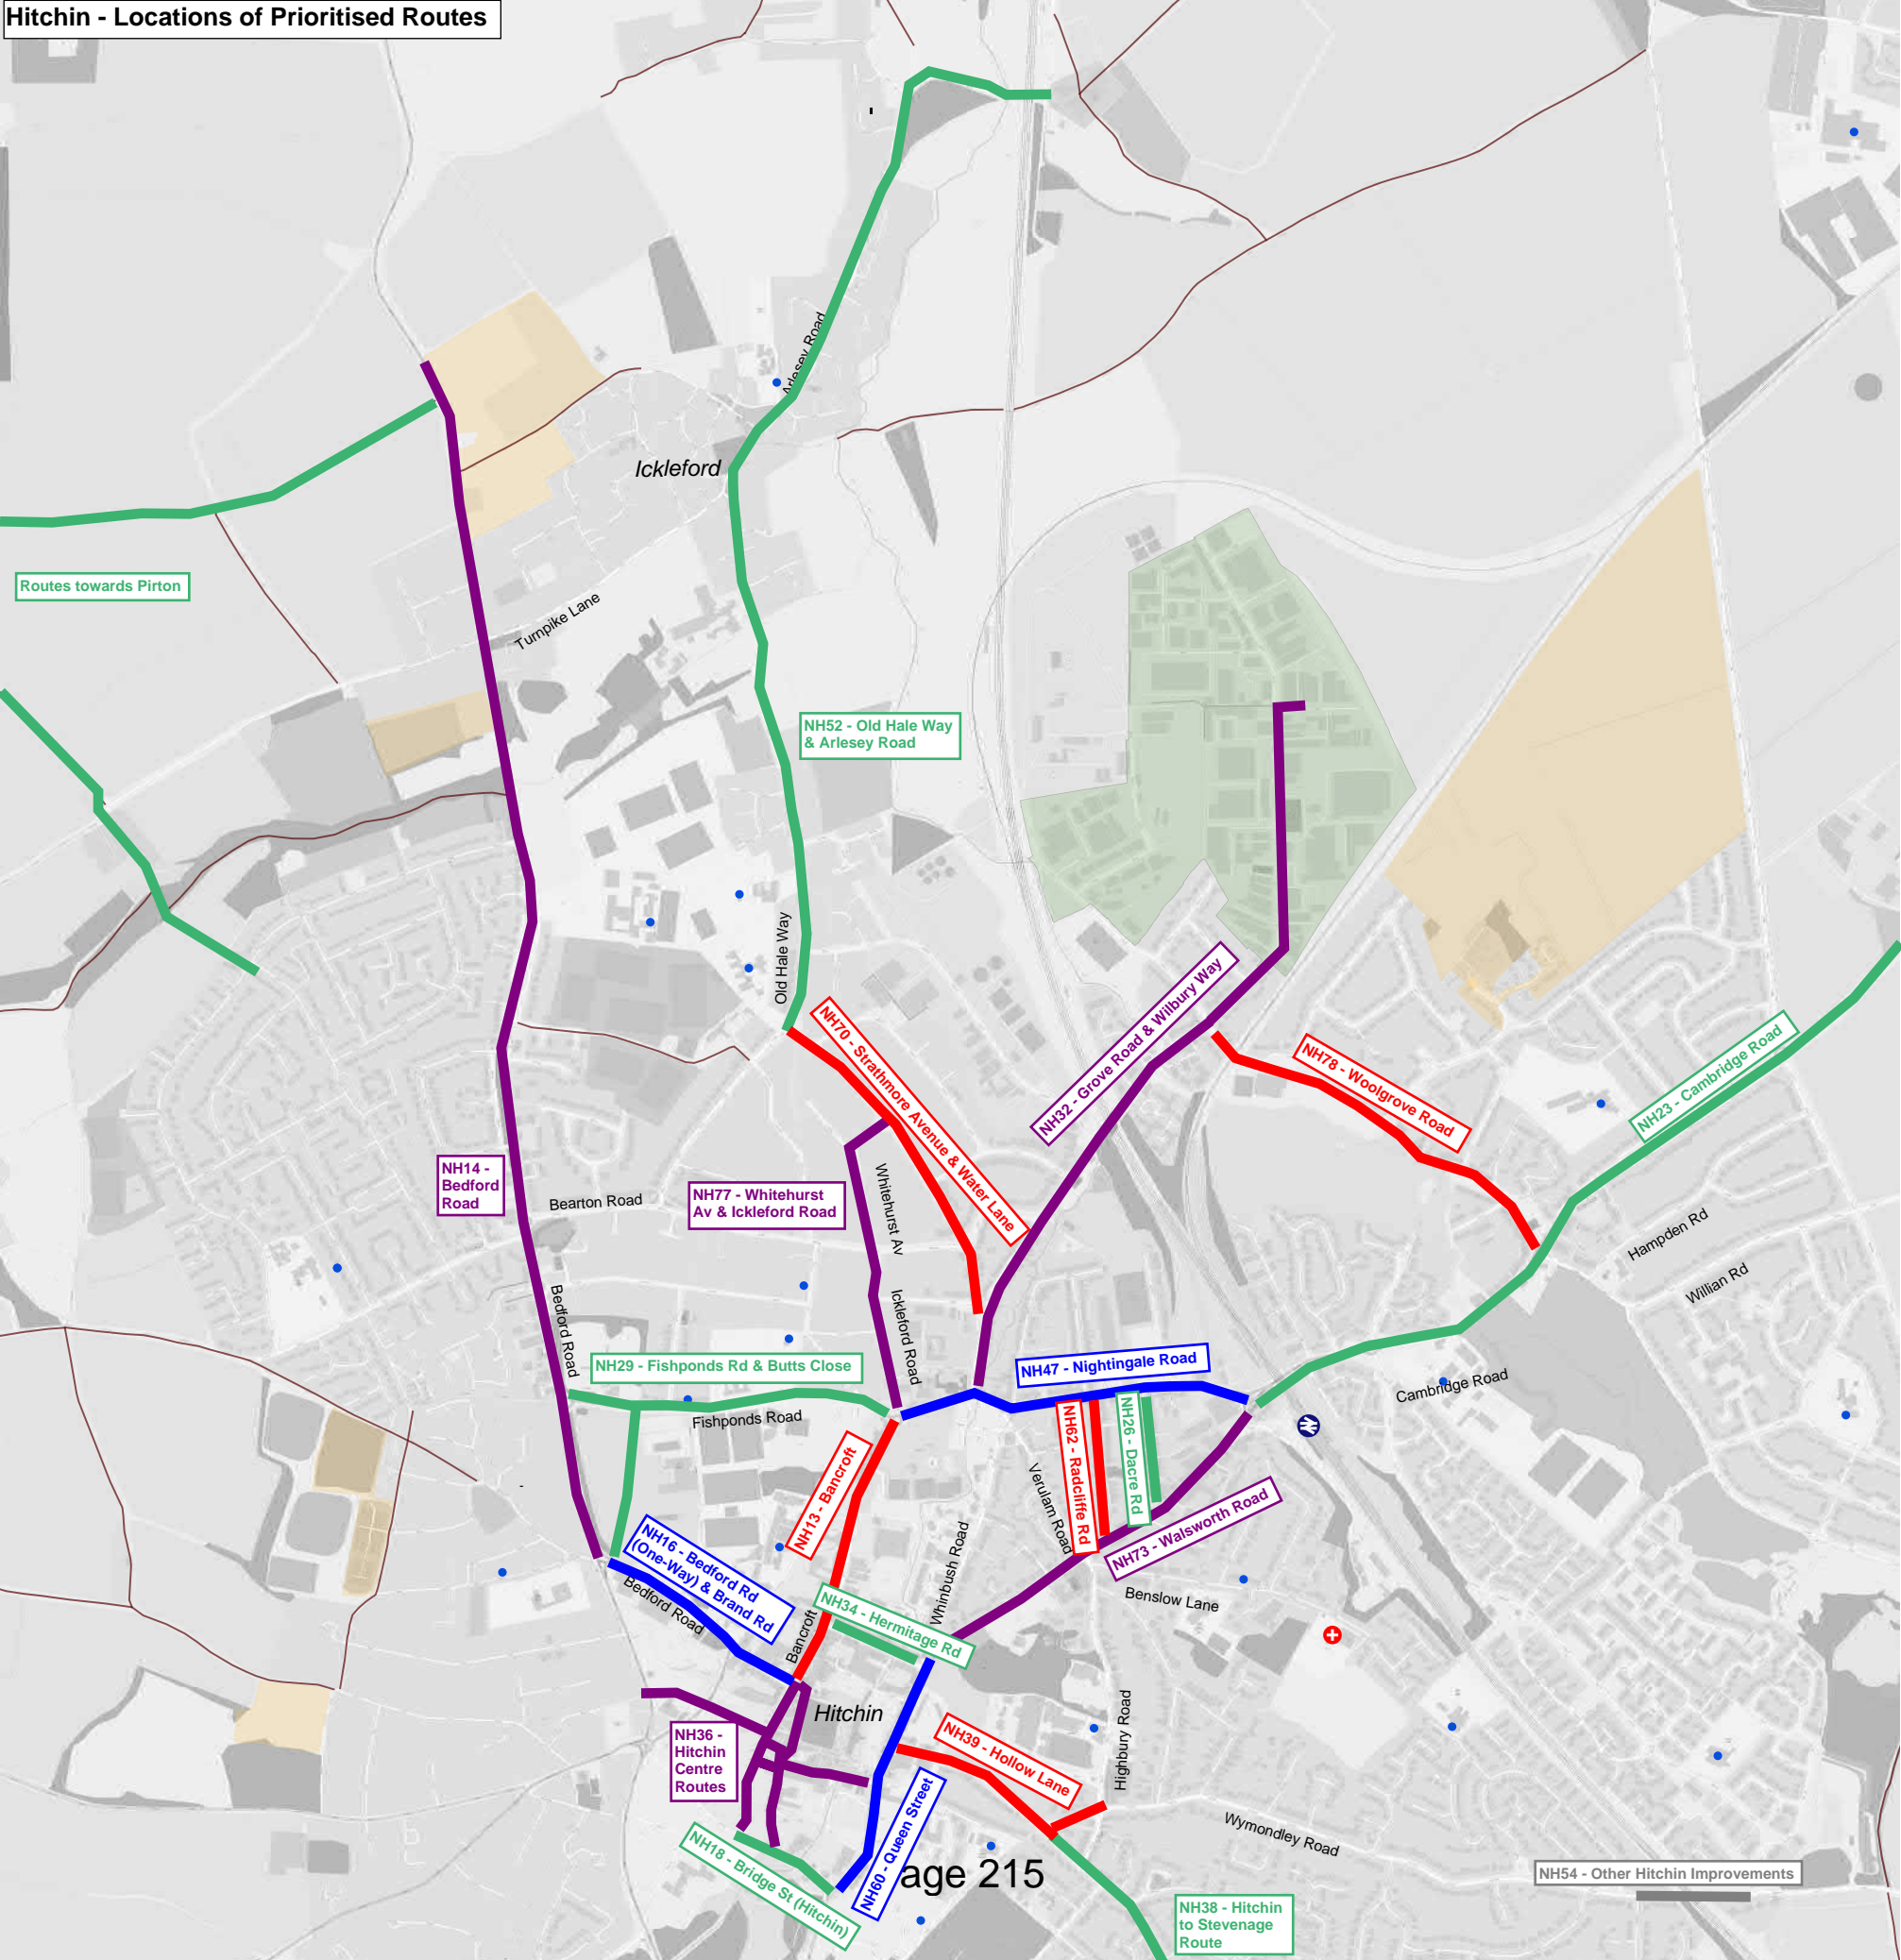 Hitchin - Locations of Prioritised Routes
Arlesey Road
Ickleford
Routes towards Pirton
Turnpike Lane
NH52 - Old Hale Way
& Arlesey Road
Old Hale Way
NH70 - Strathmore Avenue & Water Lane
NH32 - Grove Road & Wilbury Way
NH78 - Woolgrove Road
NH23 - Cambridge Road
NH14 -
Bedford
Road
Bearton Road
NH77 - Whitehurst
Av & Ickleford Road
Whitehurst Av
Hampden Rd
Willian Rd
Bedford Road
Ickleford Road
NH29 - Fishponds Rd & Butts Close
NH47 - Nightingale Road
Cambridge Road
Fishponds Road
NH13 - Bancroft
Verulam Road
NH62 - Radcliffe Rd
NH26 - Dacre Rd
NH73 - Walsworth Road
NH16 - Bedford Rd
(One-Way) & Brand Rd
Bedford Road
Bancroft
NH34 - Hermitage Rd
Whinbush Road
Benslow Lane
Hitchin
NH36 -
Hitchin
Centre
Routes
NH39 - Hollow Lane
Highbury Road
NH18 - Bridge St (Hitchin)
NH60 - Queen Street
age 215
Wymondley Road
NH54 - Other Hitchin Improvements
NH38 - Hitchin
to Stevenage
Route